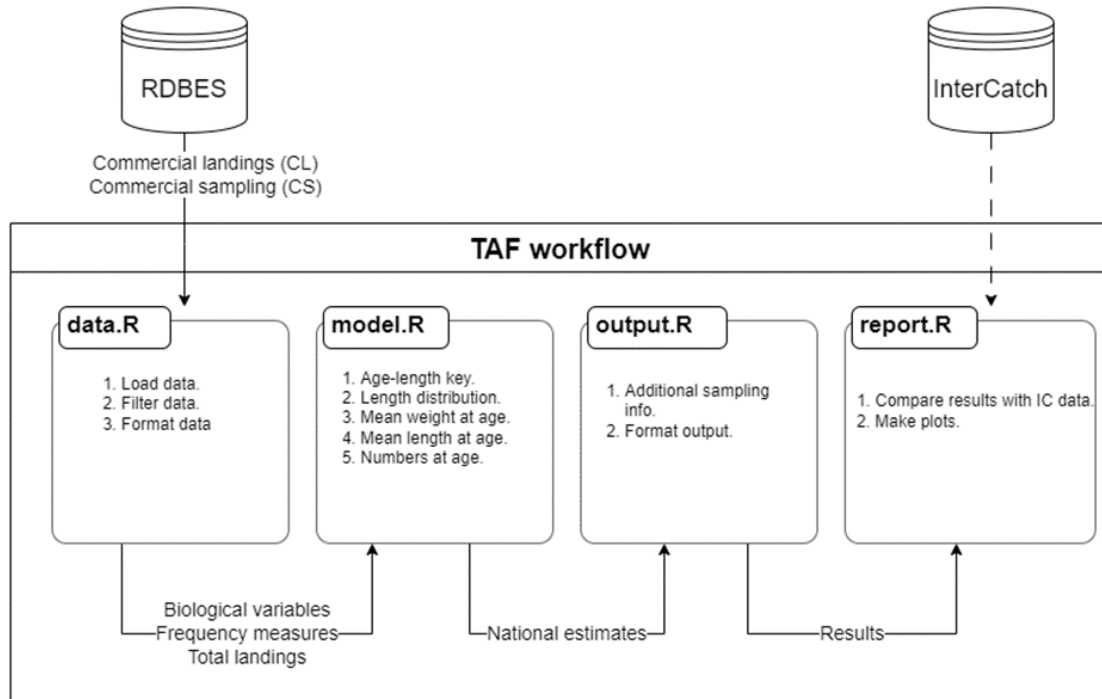 RDBES
InterCatch
Commercial landings (CL)
Commercial sampling (CS)
TAF workflow
data.R
1. Load data.
2. Filter data.
3. Format data
model.R
1. Age-length key.
2. Length distribution.
3. Mean weight at age.
4. Mean length at age.
5. Numbers at age.
output.R
1. Additional sampling
info.
2. Format output.
report.R
1. Compare results with IC data.
2. Make plots.
Biological variables
Frequency measures
Total landings
National estimates
Results